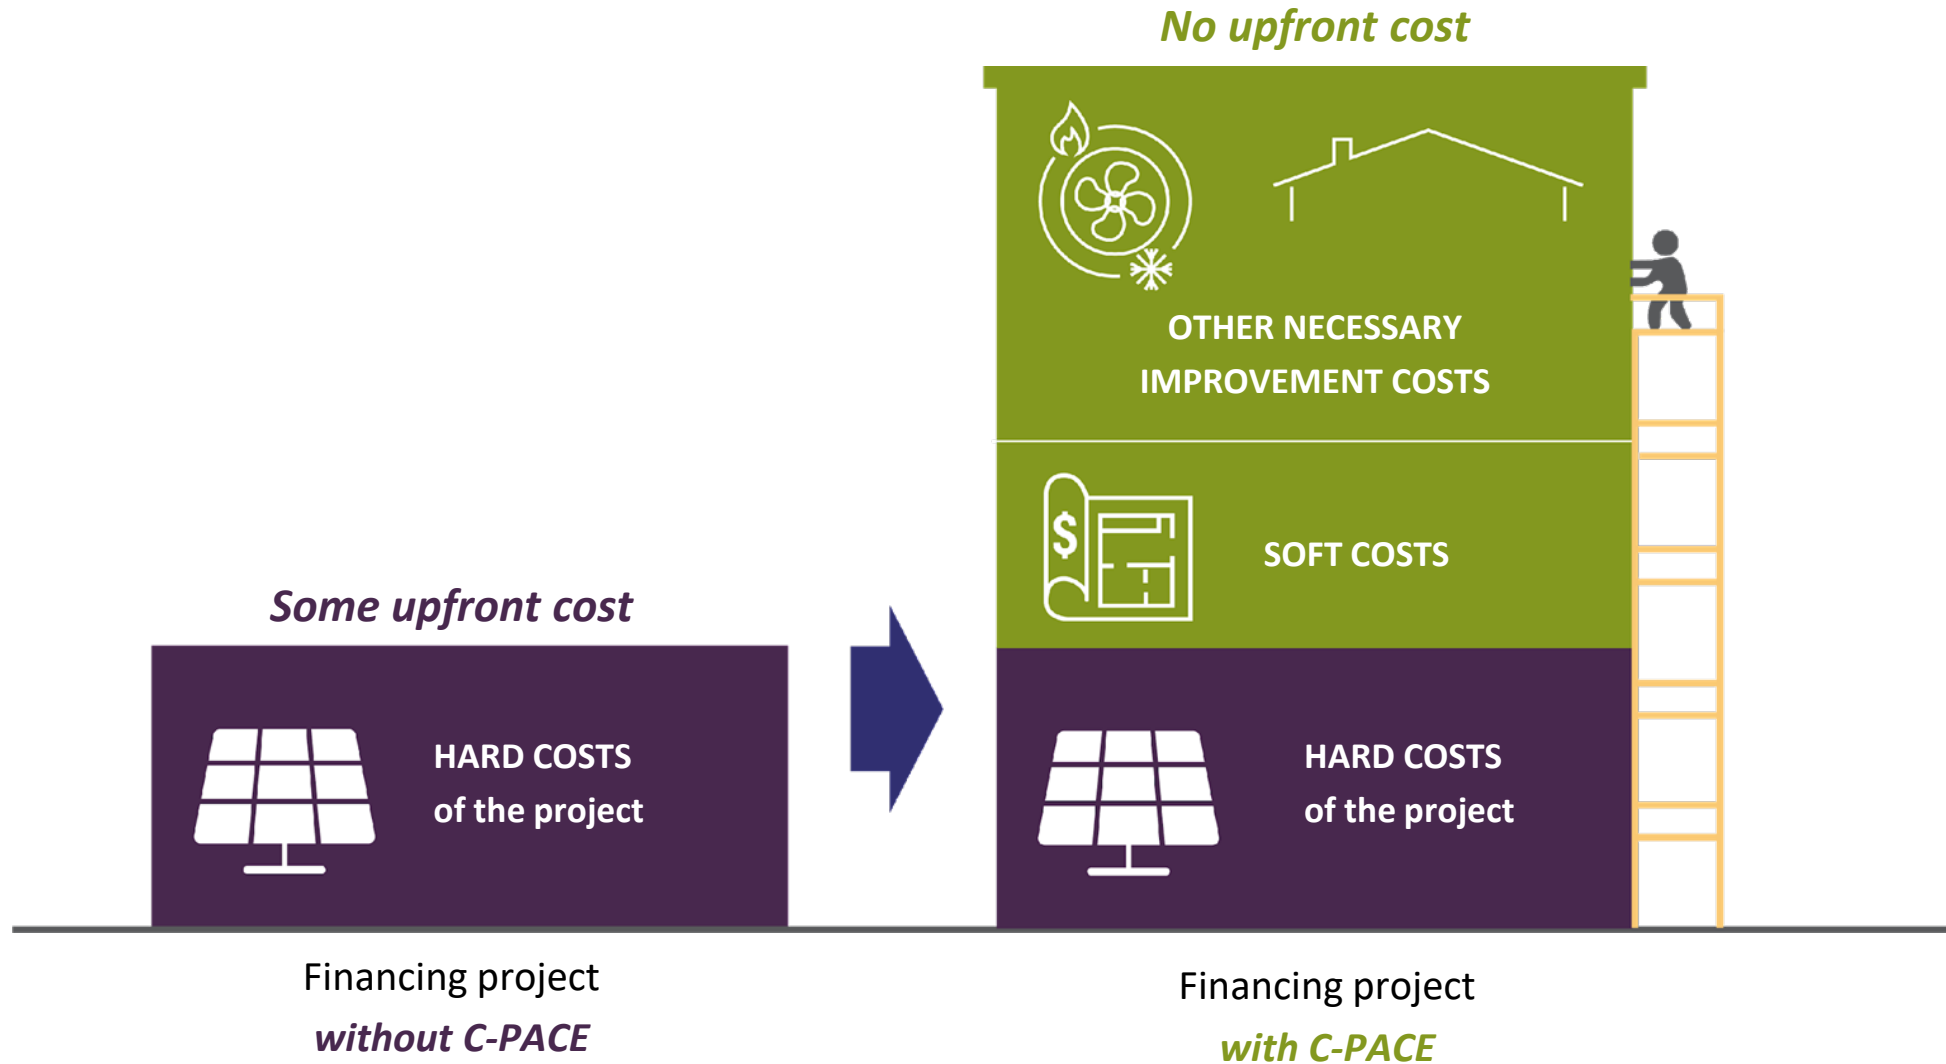 No upfront cost
OTHER NECESSARY
IMPROVEMENT COSTS
$
SOFT COSTS
Some upfront cost
HARD COSTS
of the project
HARD COSTS
of the project
Financing project
without C-PACE
Financing project
with C-PACE